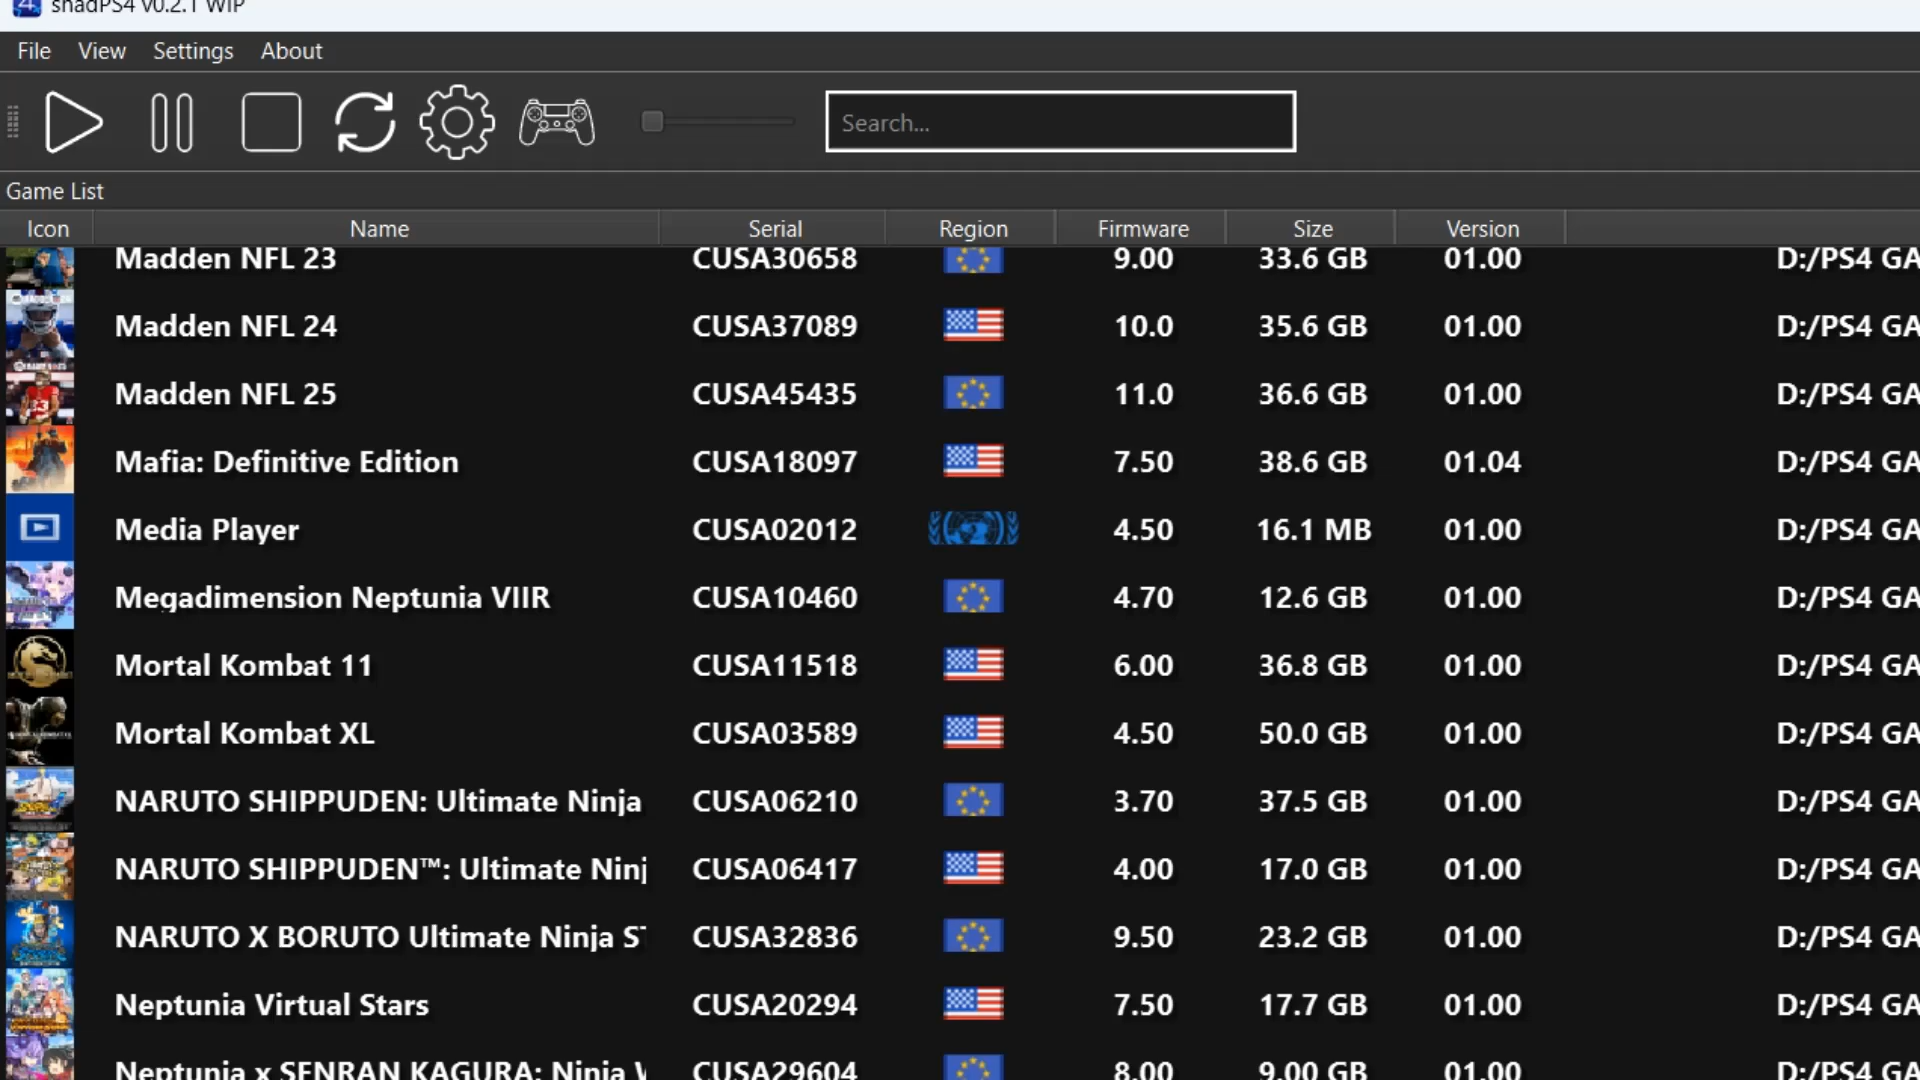 shadPS4 v0.2.1 WIP
File View Settings About
Search...
Game List
Icon Name Serial Region Firmware Size Version
Madden NFL 23 CUSA30658 9.00 33.6 GB 01.00 D:/PS4 GA
Madden NFL 24 CUSA37089 10.0 35.6 GB 01.00 D:/PS4 GA
Madden NFL 25 CUSA45435 11.0 36.6 GB 01.00 D:/PS4 GA
Mafia: Definitive Edition CUSA18097 7.50 38.6 GB 01.04 D:/PS4 GA
Media Player CUSA02012 4.50 16.1 MB 01.00 D:/PS4 GA
Megadimension Neptunia VIIR CUSA10460 4.70 12.6 GB 01.00 D:/PS4 GA
Mortal Kombat 11 CUSA11518 6.00 36.8 GB 01.00 D:/PS4 GA
Mortal Kombat XL CUSA03589 4.50 50.0 GB 01.00 D:/PS4 GA
NARUTO SHIPPUDEN: Ultimate Ninja CUSA06210 3.70 37.5 GB 01.00 D:/PS4 GA
NARUTO SHIPPUDEN™: Ultimate Ninj CUSA06417 4.00 17.0 GB 01.00 D:/PS4 GA
NARUTO X BORUTO Ultimate Ninja ST CUSA32836 9.50 23.2 GB 01.00 D:/PS4 GA
Neptunia Virtual Stars CUSA20294 7.50 17.7 GB 01.00 D:/PS4 GA
Neptunia x SENRAN KAGURA: Ninja CUSA29604 8.00 9.00 GB 01.00 D:/PS4 GA